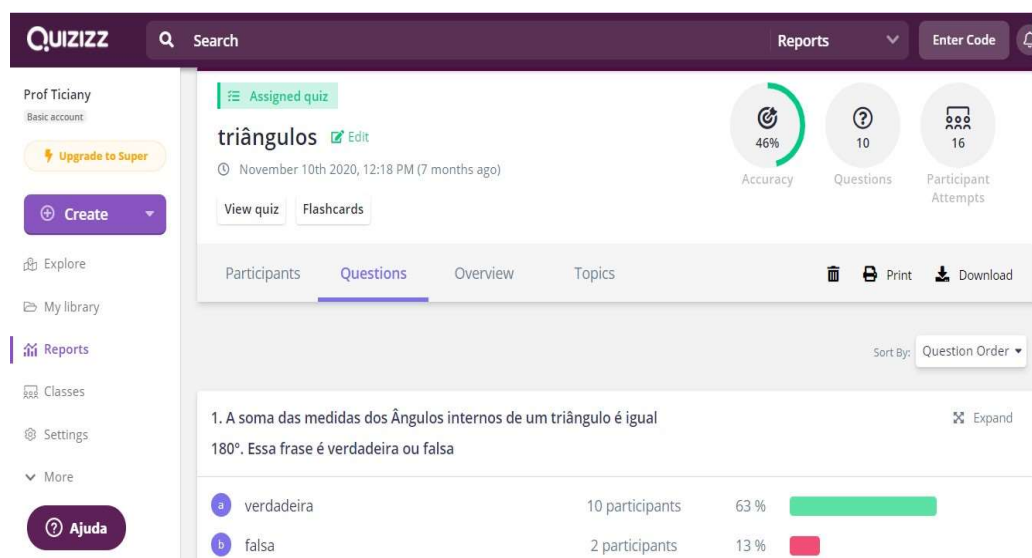 QUIZIZZ
Search
Reports
Enter Code
Prof Ticiany
Basic account
Upgrade to Super
Create
Explore
My library
Reports
Classes
Settings
More
Ajuda
Assigned quiz
triângulos Edit
November 10th 2020, 12:18 PM (7 months ago)
View quiz Flashcards
46%
Accuracy
10
Questions
16
Participant
Attempts
Participants Questions Overview Topics
Print Download
Sort By: Question Order
1. A soma das medidas dos Ângulos internos de um triângulo é igual
180º. Essa frase é verdadeira ou falsa
Expand
a verdadeira 10 participants 63 %
b falsa 2 participants 13 %